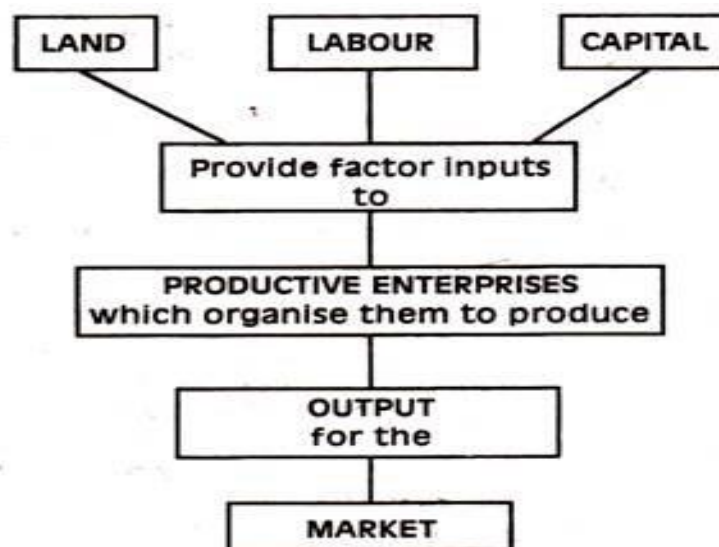 LAND
LABOUR
CAPITAL
Provide factor inputs
to
PRODUCTIVE ENTERPRISES
which organise them to produce
OUTPUT
for the
MARKET